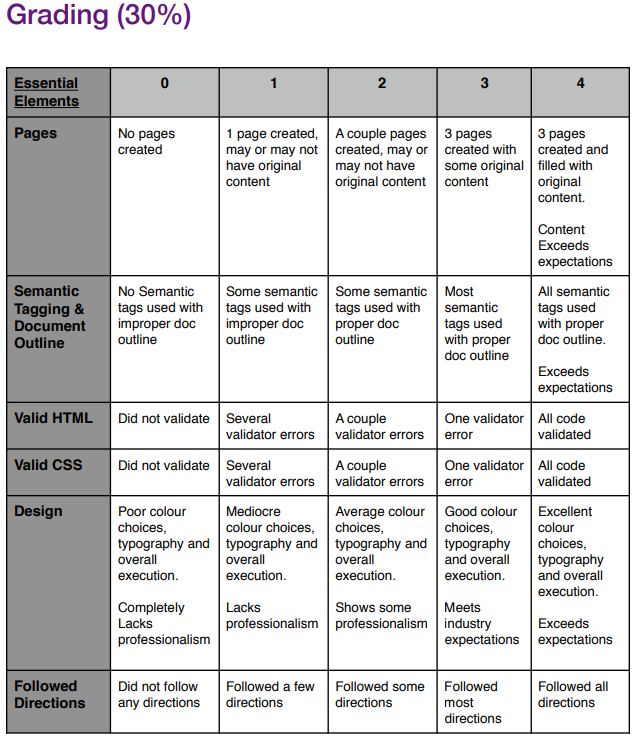 Grading (30%)
Essential
Elements
0
1
2
3
4
Pages
No pages
created
1 page created,
may or may not
have original
content
A couple pages
created, may or
may not have
original content
3 pages
created with
some original
content
3 pages
created and
filled with
original
content.
Content
Exceeds
expectations
Semantic
Tagging &
Document
Outline
No Semantic
tags used with
improper doc
outline
Some semantic
tags used with
improper doc
outline
Some semantic
tags used with
proper doc
outline
Most
semantic
tags used
with proper
doc outline
All semantic
tags used
with proper
doc outline.
Exceeds
expectations
Valid HTML
Did not validate
Several
validator errors
A couple
validator errors
One validator
error
All code
validated
Valid CSS
Did not validate
Several
validator errors
A couple
validator errors
One validator
error
All code
validated
Design
Poor colour
choices,
typography and
overall
execution.
Completely
Lacks
professionalism
Mediocre
colour choices,
typography and
overall
execution.
Lacks
professionalism
Average colour
choices,
typography and
overall
execution.
Shows some
professionalism
Good colour
choices,
typography
and overall
execution.
Meets
industry
expectations
Excellent
colour
choices,
typography
and overall
execution.
Exceeds
expectations
Followed
Directions
Did not follow
any directions
Followed a few
directions
Followed some
directions
Followed
most
directions
Followed all
directions